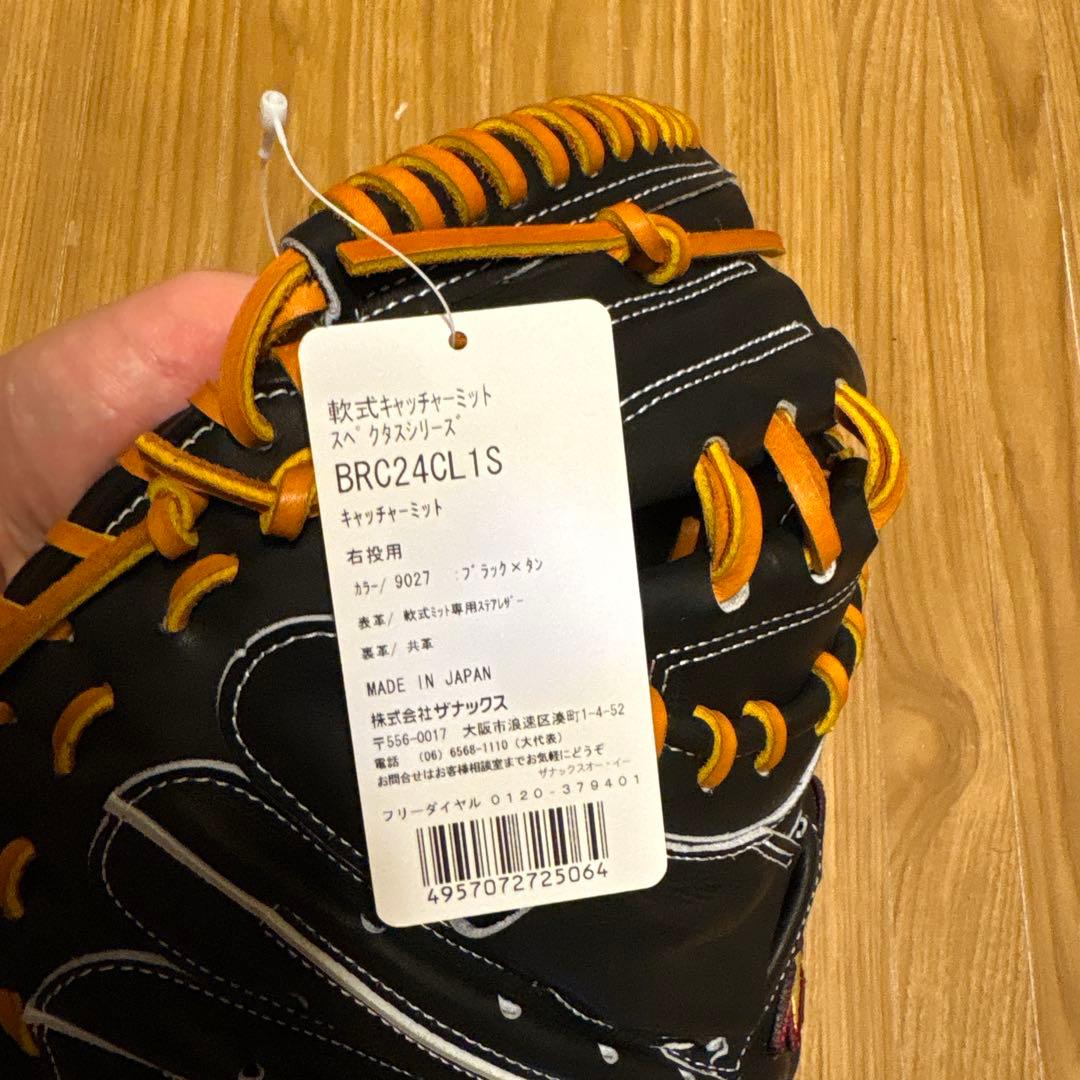 軟式ｷｬｯﾁｬｰﾐｯﾄ
ｽﾍﾟｸﾀｽｼﾘｰｽﾞ
BRC24CL1S
ｷｬｯﾁｬｰﾐｯﾄ
右投用
ｶﾗｰ/ 9027 :ﾌﾞﾗｯｸ×ﾀﾝ
表革/ 軟式ﾐｯﾄ専用ｽﾃｱﾚｻﾞｰ
裏革/ 共革
MADE IN JAPAN
株式会社ザナックス
〒556-0017 大阪市浪速区湊町1-4-52
電話 (06) 6568-1110 (大代表)
お問合せはお客様相談室までお気軽にどうぞ
ザナックスオー・イー
フリーダイヤル 0120-379401
4957072725064